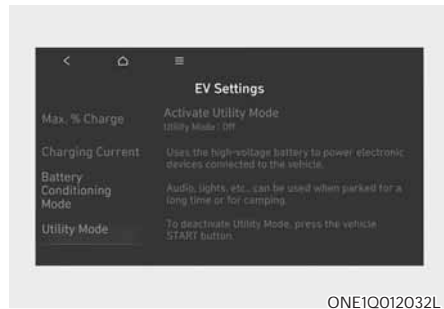 EV Settings
Max. % Charge
Charging Current
Battery
Conditioning
Mode
Utility Mode
Activate Utility Mode
Utility Mode : Off
Uses the high-voltage battery to power electronic
devices connected to the vehicle.
Audio, lights, etc., can be used when parked for a
long time or for camping.
To deactivate Utility Mode, press the vehicle
START button.
ONE1Q012032L